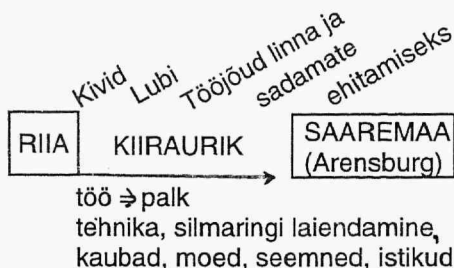 Kivid
Lubi
Tööjõud linna ja
sadamate
ehitamiseks
RIIA KIIRAURIK SAAREMAA
(Arensburg)
töö ⇒ palk
tehnika, silmaringi laiendamine,
kaubad, moed, seemned, istikud